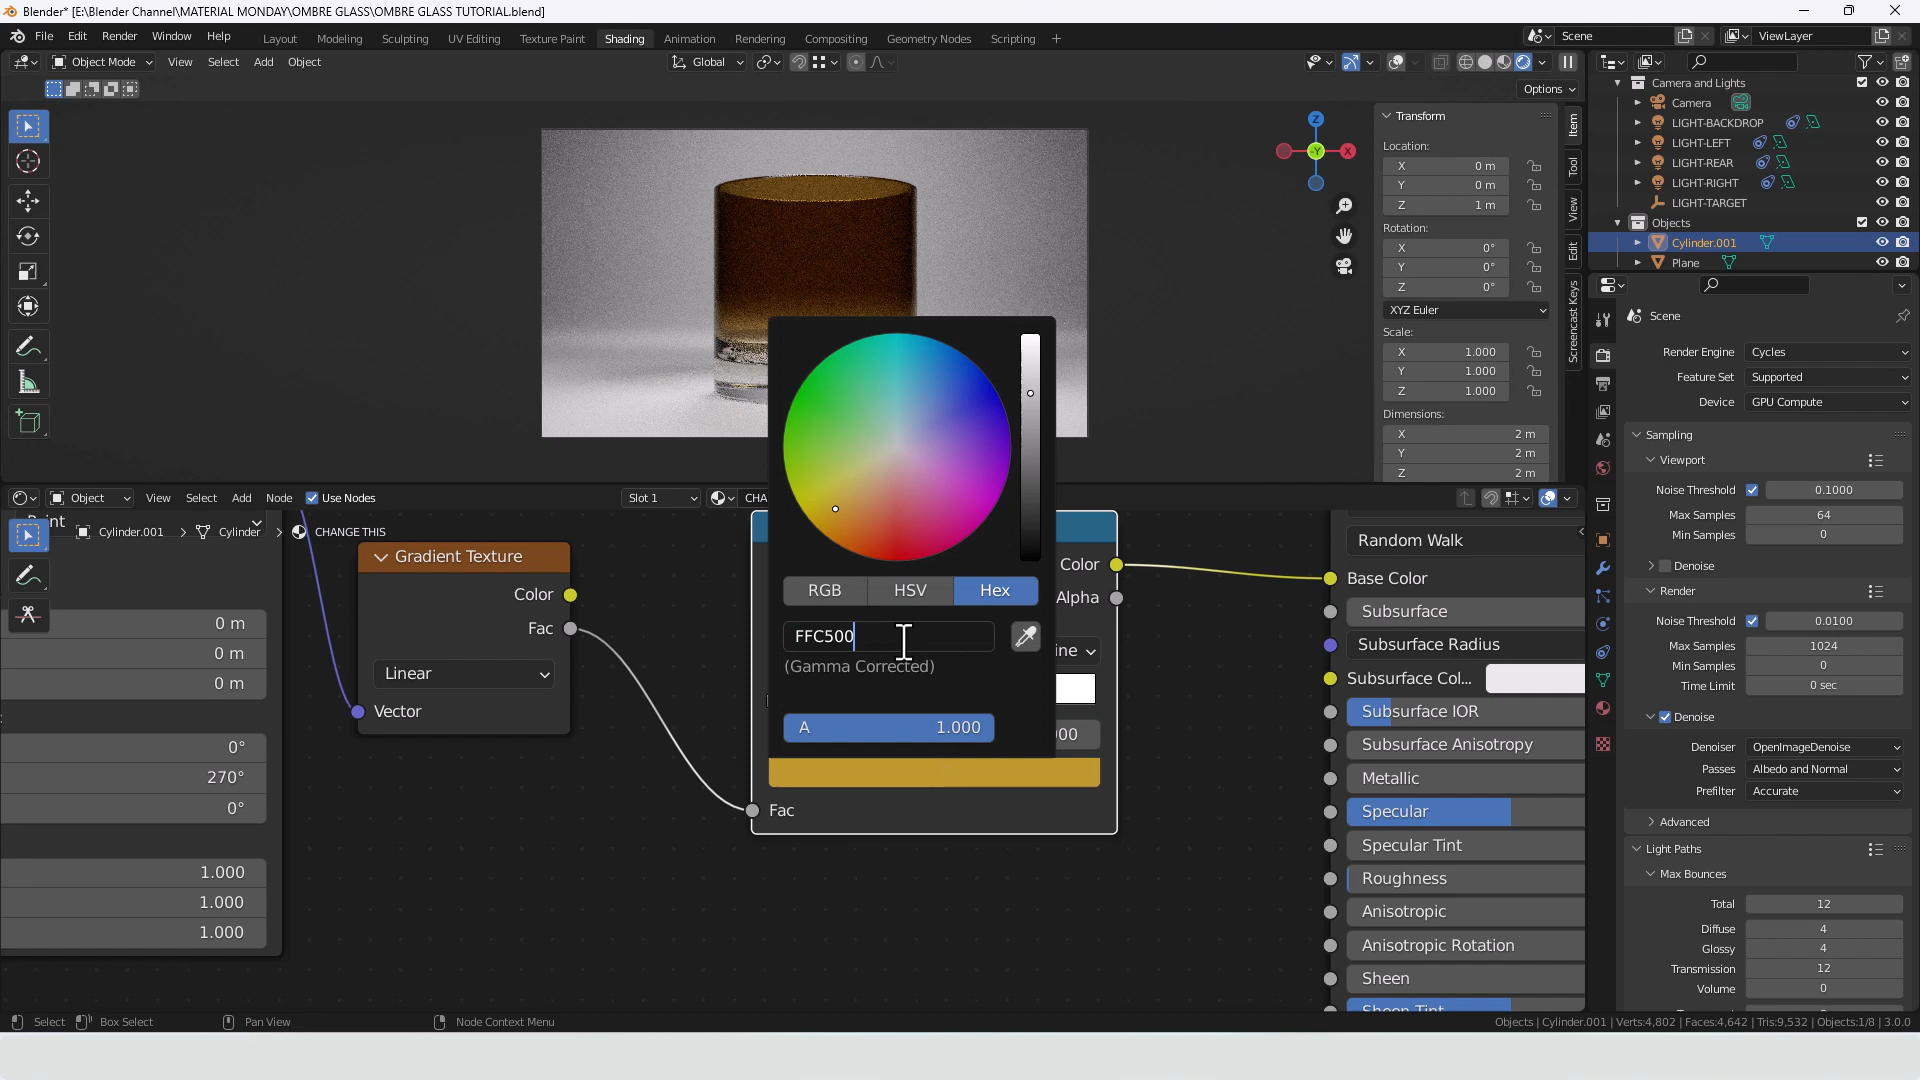 Blender* [E:\Blender Channel\MATERIAL MONDAY\OMBRE GLASS\OMBRE GLASS TUTORIAL.blend]
File Edit Render Window Help Layout Modeling Sculpting UV Editing Texture Paint Shading Animation Rendering Compositing Geometry Nodes Scripting + Scene ViewLayer
Object Mode View Select Add Object Global
Options
Camera and Lights
Camera
LIGHT-BACKDROP
LIGHT-LEFT
LIGHT-REAR
LIGHT-RIGHT
LIGHT-TARGET
Objects
Cylinder.001
Plane
Z
-Y X
Transform
Location:
X 0 m
Y 0 m
Z 1 m
Rotation:
X 0°
Y 0°
Z 0°
XYZ Euler
Scale:
X 1.000
Y 1.000
Z 1.000
Dimensions:
X 2 m
Y 2 m
Z 2 m
Item
Tool
View
Edit
Screencast Keys
Scene
Render Engine Cycles
Feature Set Supported
Device GPU Compute
Sampling
Viewport
Noise Threshold 0.1000
Max Samples 64
Min Samples 0
Denoise
Render
Noise Threshold 0.0100
Max Samples 1024
Min Samples 0
Time Limit 0 sec
Denoise
Denoiser OpenImageDenoise
Passes Albedo and Normal
Prefilter Accurate
Advanced
Light Paths
Max Bounces
Total 12
Diffuse 4
Glossy 4
Transmission 12
Volume 0
Object View Select Add Node Use Nodes Slot 1 CHA
Cylinder.001 > Cylinder > CHANGE THIS
0 m
0 m
0 m
0°
270°
0°
1.000
1.000
1.000
Gradient Texture
Color
Fac
Linear
Vector
RGB HSV Hex
FFC500
(Gamma Corrected)
A 1.000
Color
Alpha
Fac
Random Walk
Base Color
Subsurface
Subsurface Radius
Subsurface Col...
Subsurface IOR
Subsurface Anisotropy
Metallic
Specular
Specular Tint
Roughness
Anisotropic
Anisotropic Rotation
Sheen
Sheen Tint
Select Box Select Pan View Node Context Menu
Objects | Cylinder.001 | Verts:4,802 | Faces:4,642 | Tris:9,532 | Objects:1/8 | 3.0.0